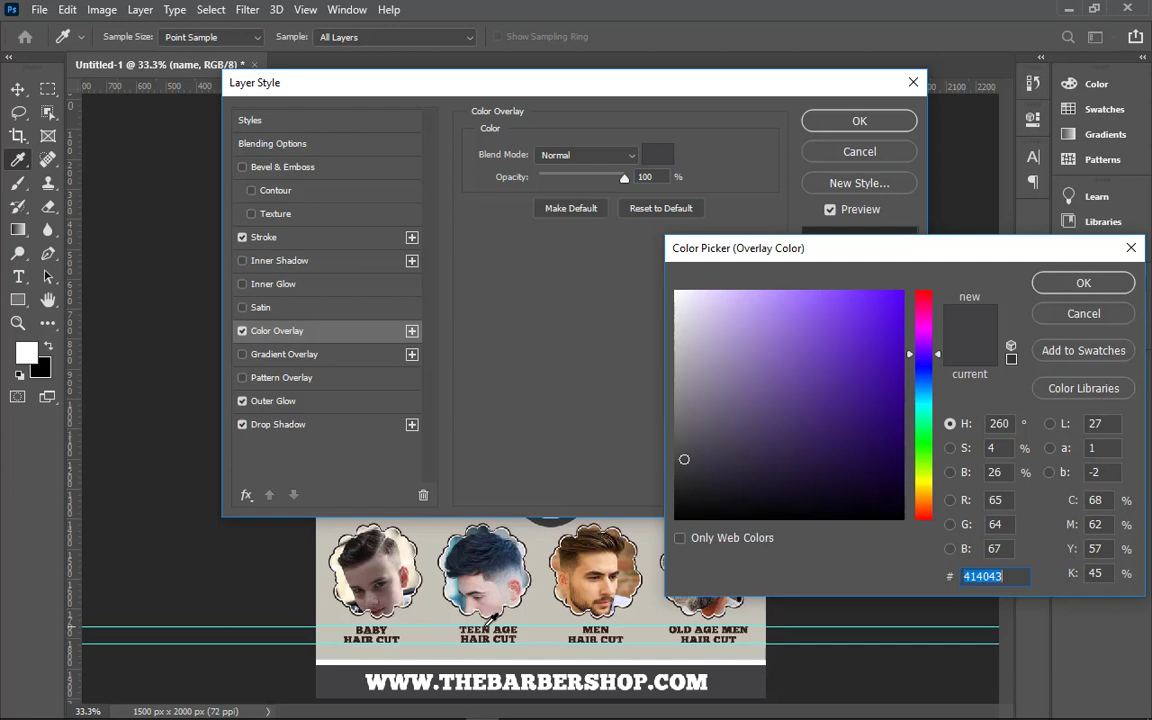 Ps File Edit Image Layer Type Select Filter 3D View Window Help
Sample Size: Point Sample Sample: All Layers Show Sampling Ring
Untitled-1 @ 33.3% (name, RGB/8) *
Layer Style
Styles
Blending Options
Bevel & Emboss
Contour
Texture
Stroke
Inner Shadow
Inner Glow
Satin
Color Overlay
Gradient Overlay
Pattern Overlay
Outer Glow
Drop Shadow
fx
Color Overlay
Color
Blend Mode: Normal
Opacity: 100 %
Make Default Reset to Default
OK
Cancel
New Style...
Preview
Color
Swatches
Gradients
Patterns
Learn
Libraries
Color Picker (Overlay Color)
new
current
OK
Cancel
Add to Swatches
Color Libraries
H: 260 ° L: 27
S: 4 % a: 1
B: 26 % b: -2
R: 65 C: 68 %
G: 64 M: 62 %
B: 67 Y: 57 %
# 414043 K: 45 %
Only Web Colors
BABY
HAIR CUT
TEEN AGE
HAIR CUT
MEN
HAIR CUT
OLD AGE MEN
HAIR CUT
WWW.THEBARBERSHOP.COM
33.3% 1500 px x 2000 px (72 ppi)